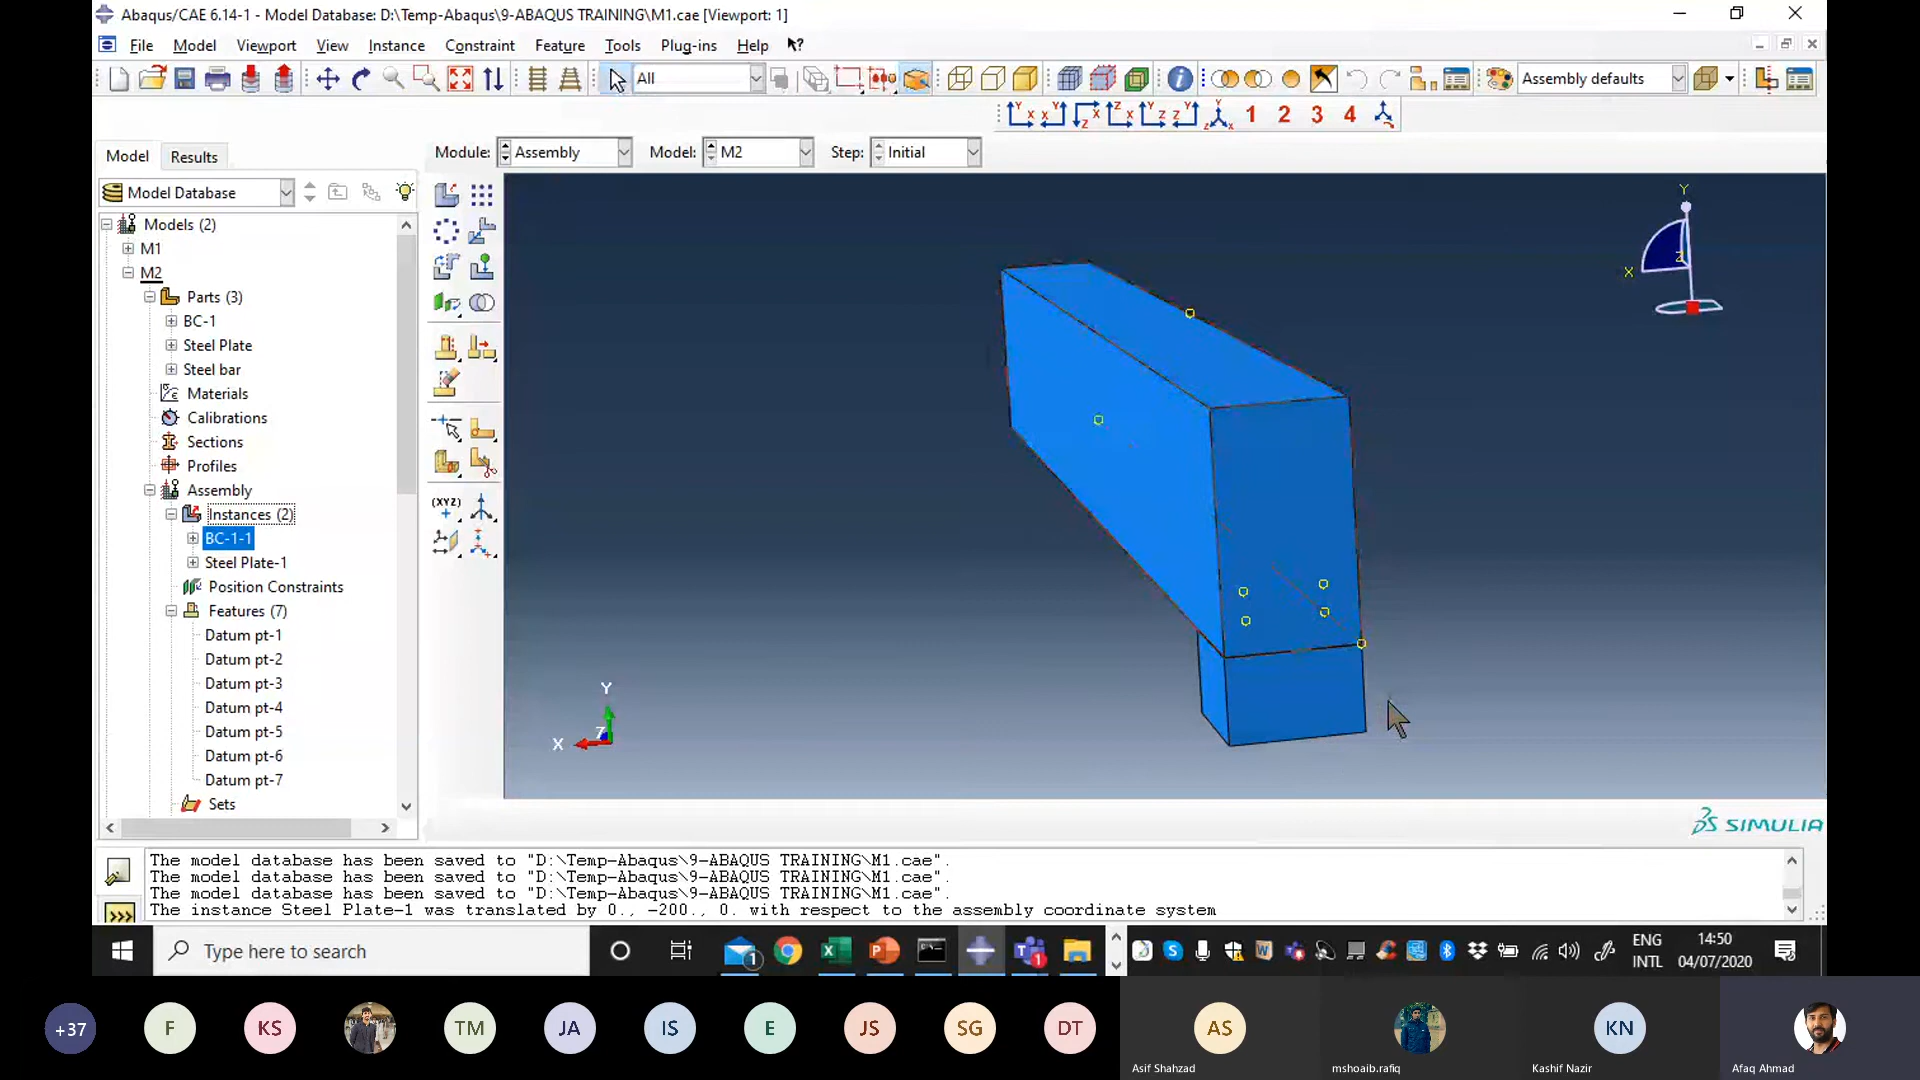 Abaqus/CAE 6.14-1 - Model Database: D:\Temp-Abaqus\9-ABAQUS TRAINING\M1.cae [Viewport: 1]
File Model Viewport View Instance Constraint Feature Tools Plug-ins Help
All
Assembly defaults
1 2 3 4
Model Results
Module: Assembly Model: M2 Step: Initial
Model Database
Models (2)
M1
M2
Parts (3)
BC-1
Steel Plate
Steel bar
Materials
Calibrations
Sections
Profiles
Assembly
Instances (2)
BC-1-1
Steel Plate-1
Position Constraints
Features (7)
Datum pt-1
Datum pt-2
Datum pt-3
Datum pt-4
Datum pt-5
Datum pt-6
Datum pt-7
Sets
(XYZ)
Y
X
Z
Y
X
Z
SIMULIA
The model database has been saved to "D:\Temp-Abaqus\9-ABAQUS TRAINING\M1.cae".
The model database has been saved to "D:\Temp-Abaqus\9-ABAQUS TRAINING\M1.cae".
The model database has been saved to "D:\Temp-Abaqus\9-ABAQUS TRAINING\M1.cae".
The instance Steel Plate-1 was translated by 0., -200., 0. with respect to the assembly coordinate system
>>>
Type here to search
1
1
ENG
INTL
14:50
04/07/2020
+37
F
KS
TM
JA
IS
E
JS
SG
DT
AS
KN
Asif Shahzad
mshoaib.rafiq
Kashif Nazir
Afaq Ahmad